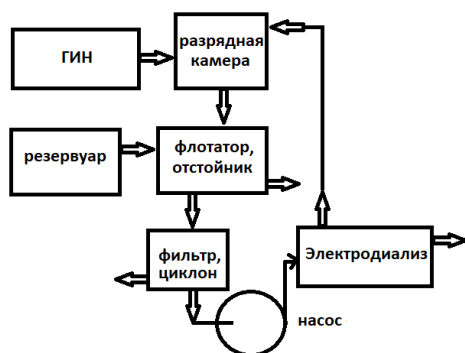 ГИН
разрядная
камера
резервуар
флотатор,
отстойник
фильтр,
циклон
Электродиализ
насос